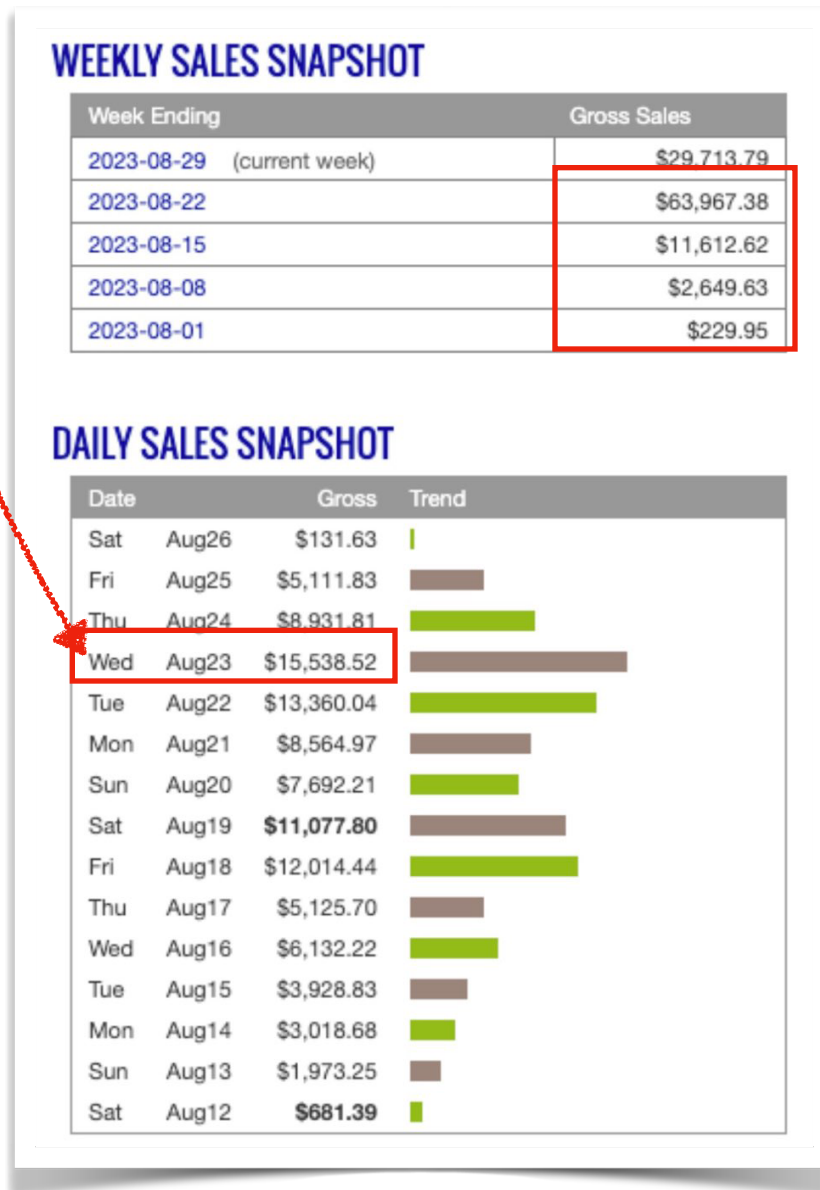 WEEKLY SALES SNAPSHOT
Week Ending Gross Sales
2023-08-29 (current week) $29,713.79
2023-08-22 $63,967.38
2023-08-15 $11,612.62
2023-08-08 $2,649.63
2023-08-01 $229.95
DAILY SALES SNAPSHOT
Date Gross Trend
Sat Aug26 $131.63
Fri Aug25 $5,111.83
Thu Aug24 $8,931.81
Wed Aug23 $15,538.52
Tue Aug22 $13,360.04
Mon Aug21 $8,564.97
Sun Aug20 $7,692.21
Sat Aug19 $11,077.80
Fri Aug18 $12,014.44
Thu Aug17 $5,125.70
Wed Aug16 $6,132.22
Tue Aug15 $3,928.83
Mon Aug14 $3,018.68
Sun Aug13 $1,973.25
Sat Aug12 $681.39